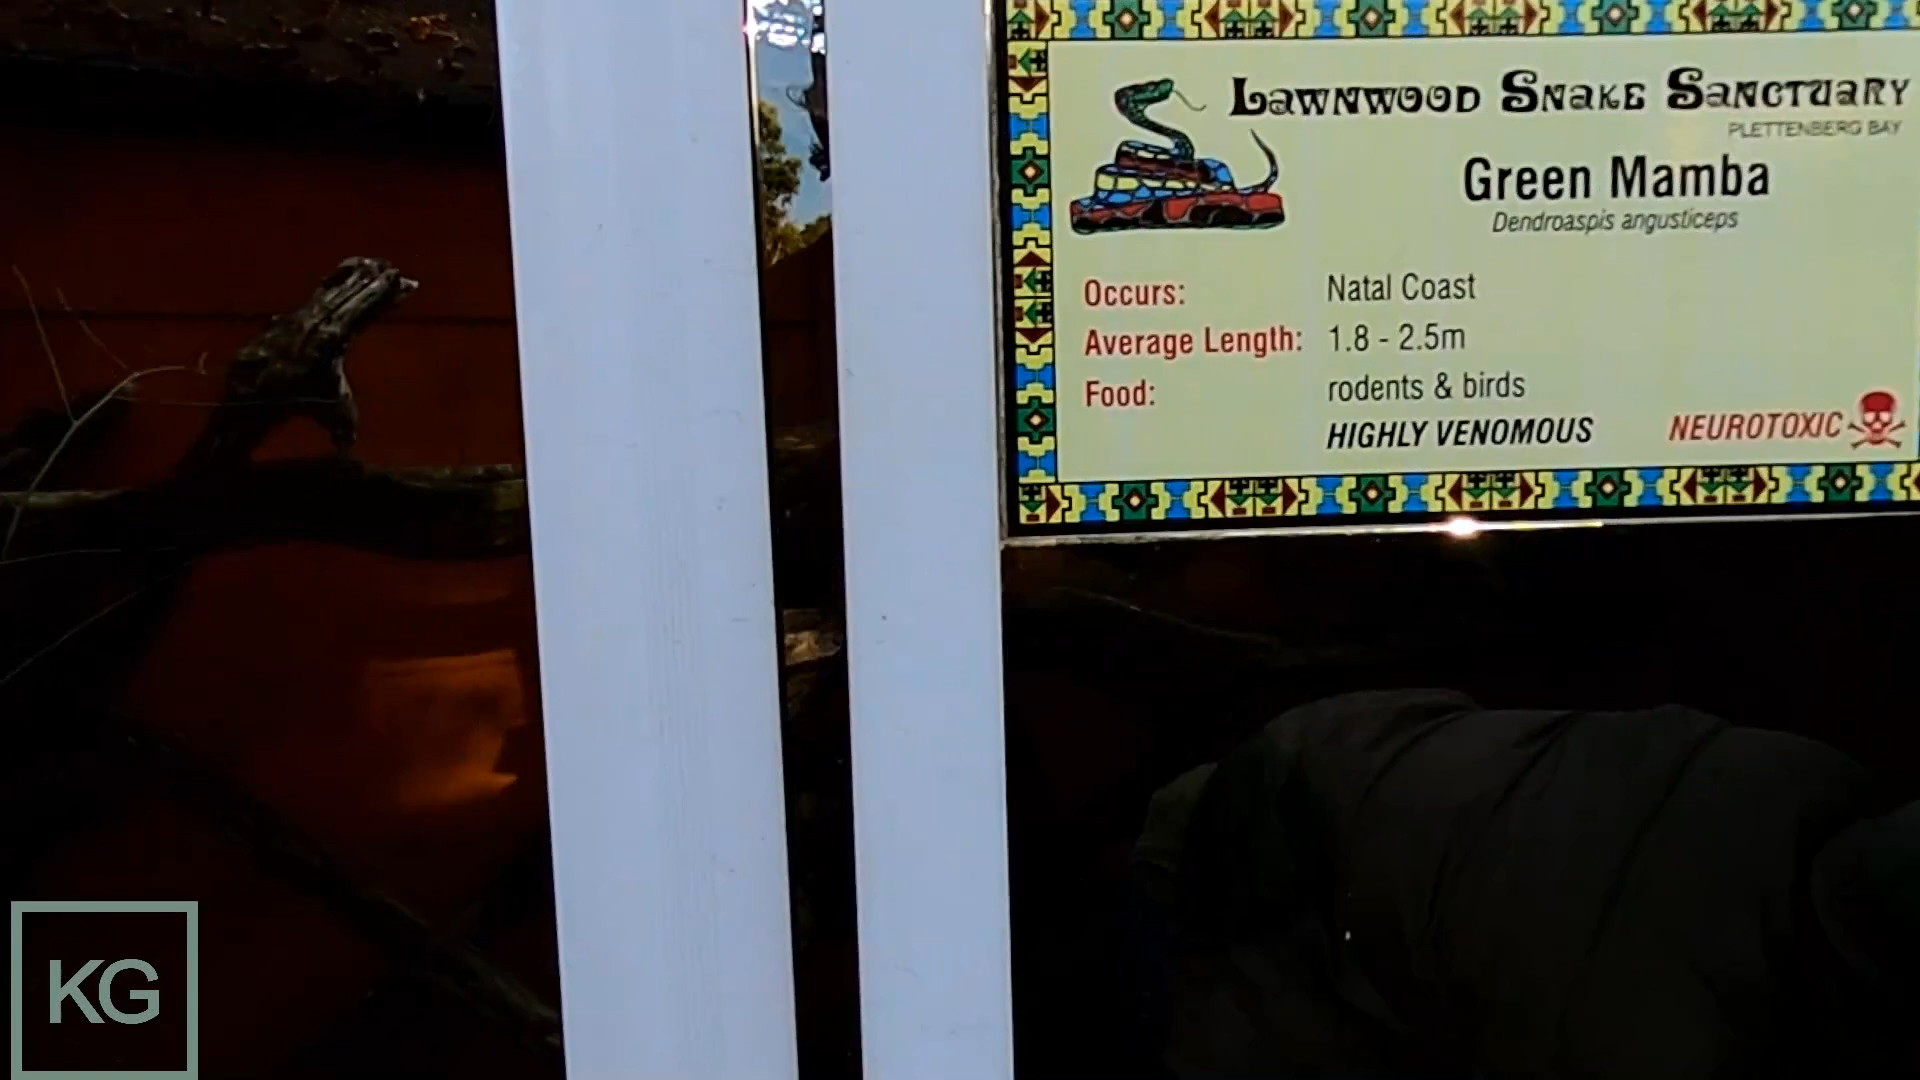 Lawnwood Snake Sanctuary
PLETTENBERG BAY
Green Mamba
Dendroaspis angusticeps
Occurs: Natal Coast
Average Length: 1.8 - 2.5m
Food: rodents & birds
HIGHLY VENOMOUS NEUROTOXIC
KG